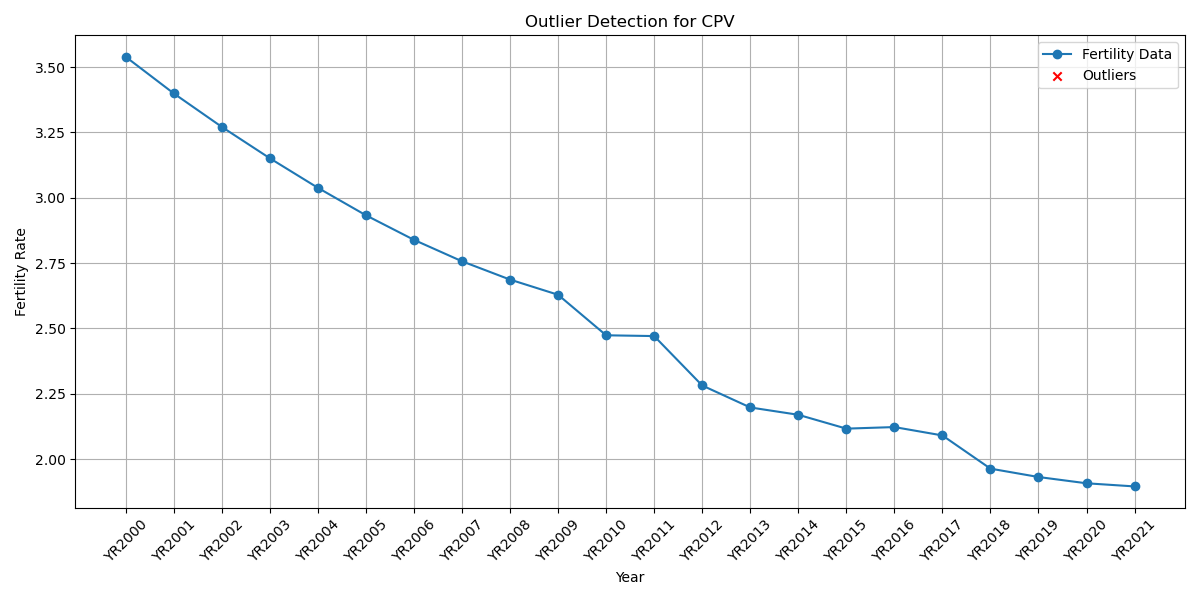 Outlier Detection for CPV
Fertility Data
Outliers
Fertility Rate
3.50
3.25
3.00
2.75
2.50
2.25
2.00
YR2000
YR2001
YR2002
YR2003
YR2004
YR2005
YR2006
YR2007
YR2008
YR2009
YR2010
YR2011
YR2012
YR2013
YR2014
YR2015
YR2016
YR2017
YR2018
YR2019
YR2020
YR2021
Year